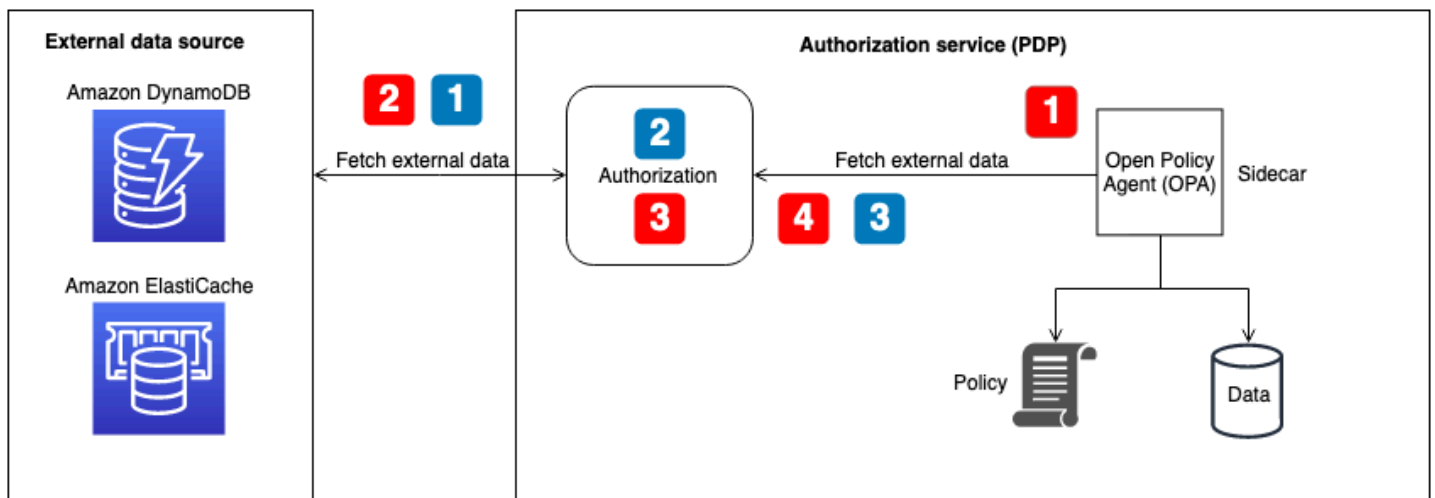 External data source
Amazon DynamoDB
Amazon ElastiCache
2 1
Fetch external data
Authorization service (PDP)
2
Authorization
3
1
Fetch external data
4 3
Open Policy
Agent (OPA)
Sidecar
Policy
Data